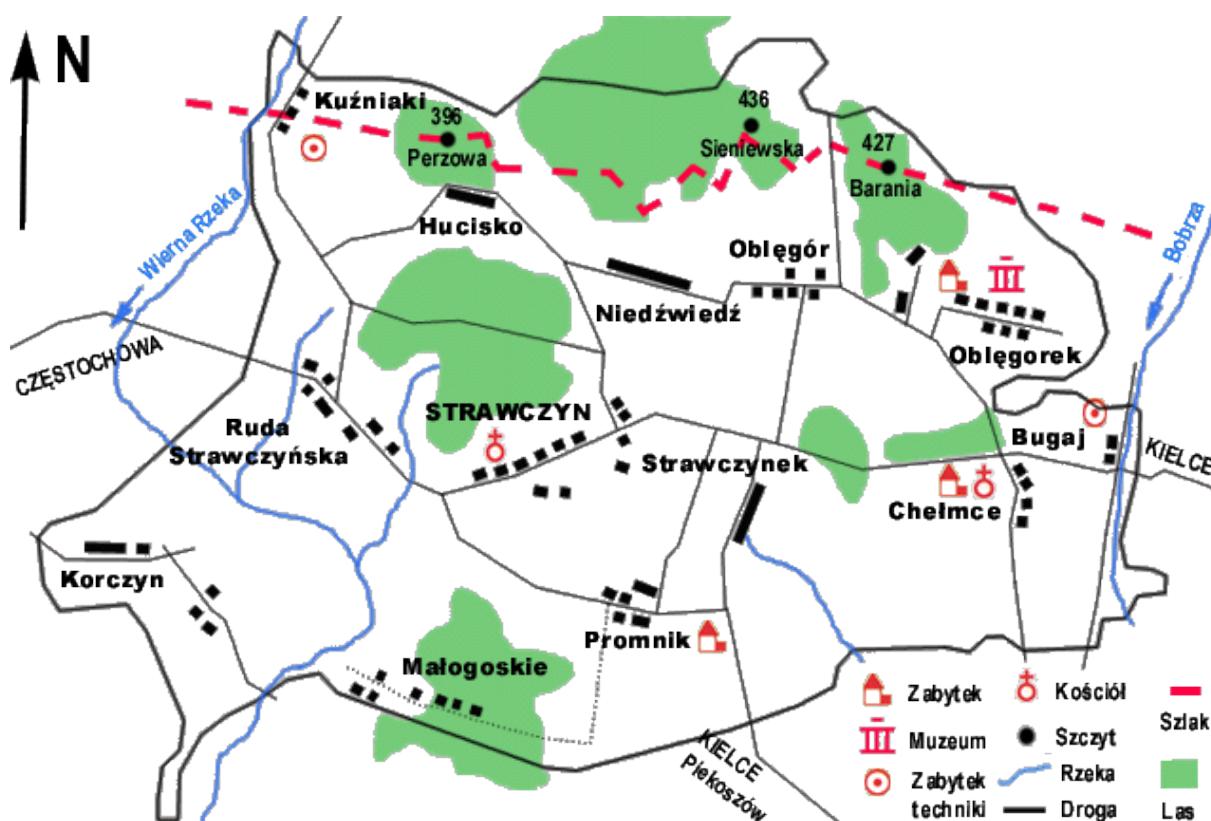 N
Kuźniaki
396
Perzowa
436
Sieniewska
427
Barania
Wierna Rzeka
Hucisko
Oblęgór
Bobrza
Niedźwiedź
CZĘSTOCHOWA
Oblęgorek
STRAWCZYN
Ruda
Strawczyńska
Strawczynek
Bugaj
KIELCE
Chełmce
Korczyn
Promnik
Małogoskie
KIELCE
Piekoszów
Zabytek
Kościół
Szlak
Muzeum
Szczyt
Zabytek
techniki
Rzeka
Droga
Las